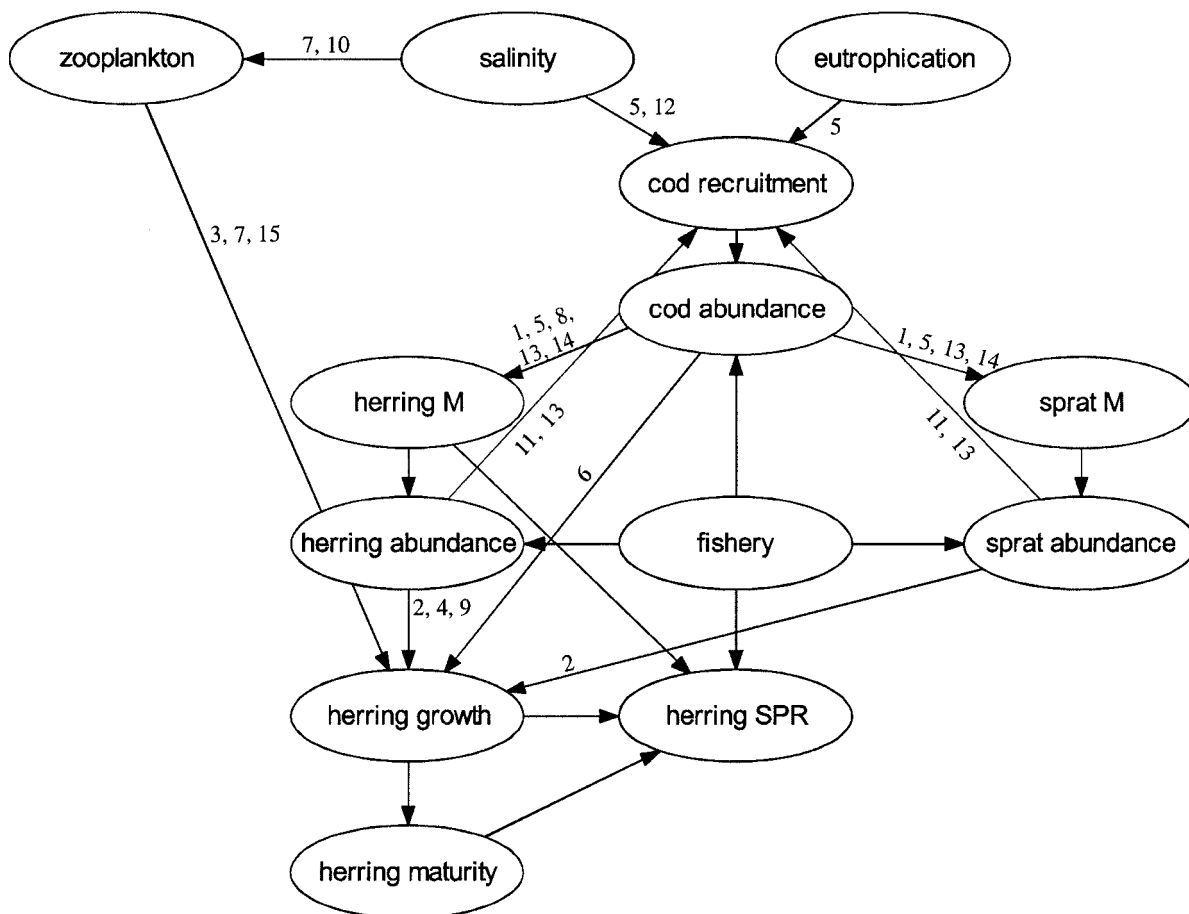 7, 10
zooplankton
salinity
eutrophication
5, 12
5
cod recruitment
3, 7, 15
cod abundance
1, 5, 8,
13, 14
1, 5, 13, 14
herring M
sprat M
11, 13
11, 13
6
herring abundance
fishery
sprat abundance
2, 4, 9
2
herring growth
herring SPR
herring maturity